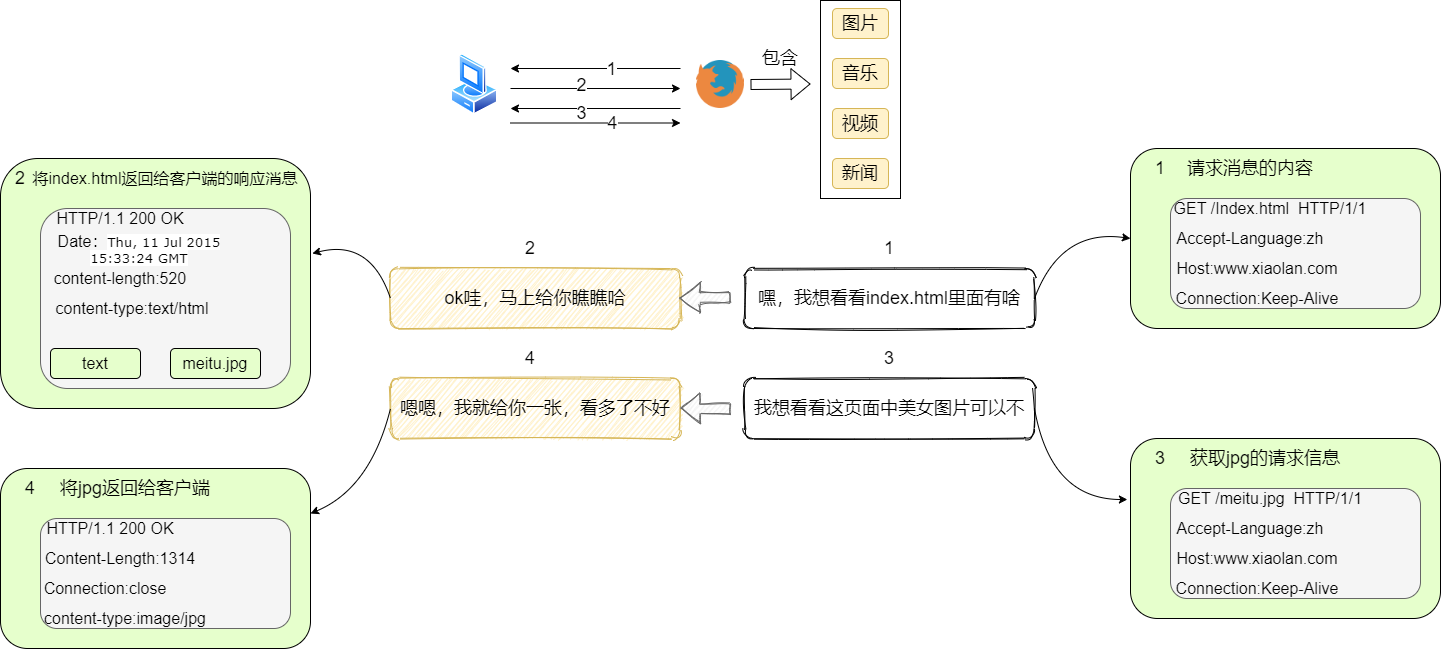 图片
包含
音乐
视频
新闻
1
2
3
4
2 将index.html返回给客户端的响应消息
HTTP/1.1 200 OK
Date：Thu, 11 Jul 2015
15:33:24 GMT
content-length:520
content-type:text/html
text
meitu.jpg
2
ok哇，马上给你瞧瞧哈
1
嘿，我想看看index.html里面有啥
1 请求消息的内容
GET /Index.html HTTP/1/1
Accept-Language:zh
Host:www.xiaolan.com
Connection:Keep-Alive
4
嗯嗯，我就给你一张，看多了不好
3
我想看看这页面中美女图片可以不
4 将jpg返回给客户端
HTTP/1.1 200 OK
Content-Length:1314
Connection:close
content-type:image/jpg
3 获取jpg的请求信息
GET /meitu.jpg HTTP/1/1
Accept-Language:zh
Host:www.xiaolan.com
Connection:Keep-Alive